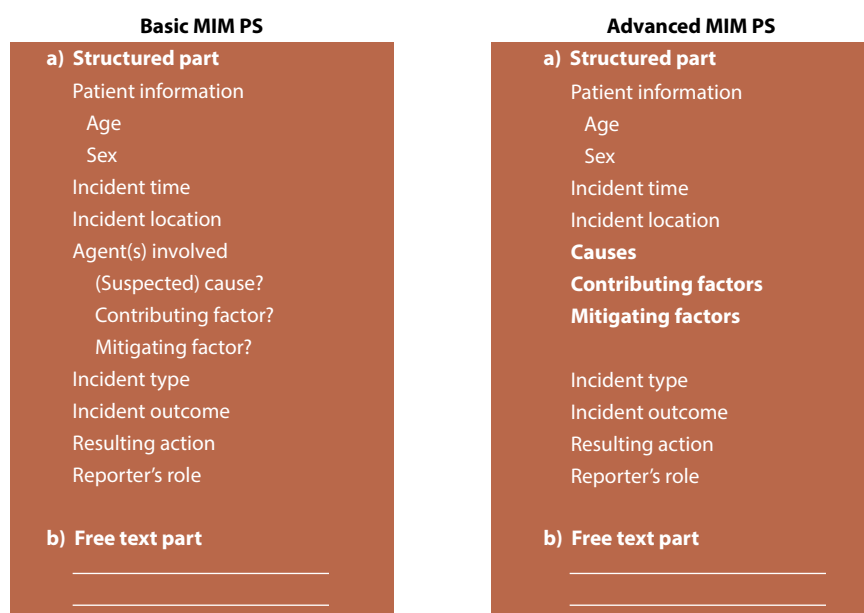 Basic MIM PS
a) Structured part
Patient information
Age
Sex
Incident time
Incident location
Agent(s) involved
(Suspected) cause?
Contributing factor?
Mitigating factor?
Incident type
Incident outcome
Resulting action
Reporter’s role
b) Free text part
Advanced MIM PS
a) Structured part
Patient information
Age
Sex
Incident time
Incident location
Causes
Contributing factors
Mitigating factors
Incident type
Incident outcome
Resulting action
Reporter’s role
b) Free text part